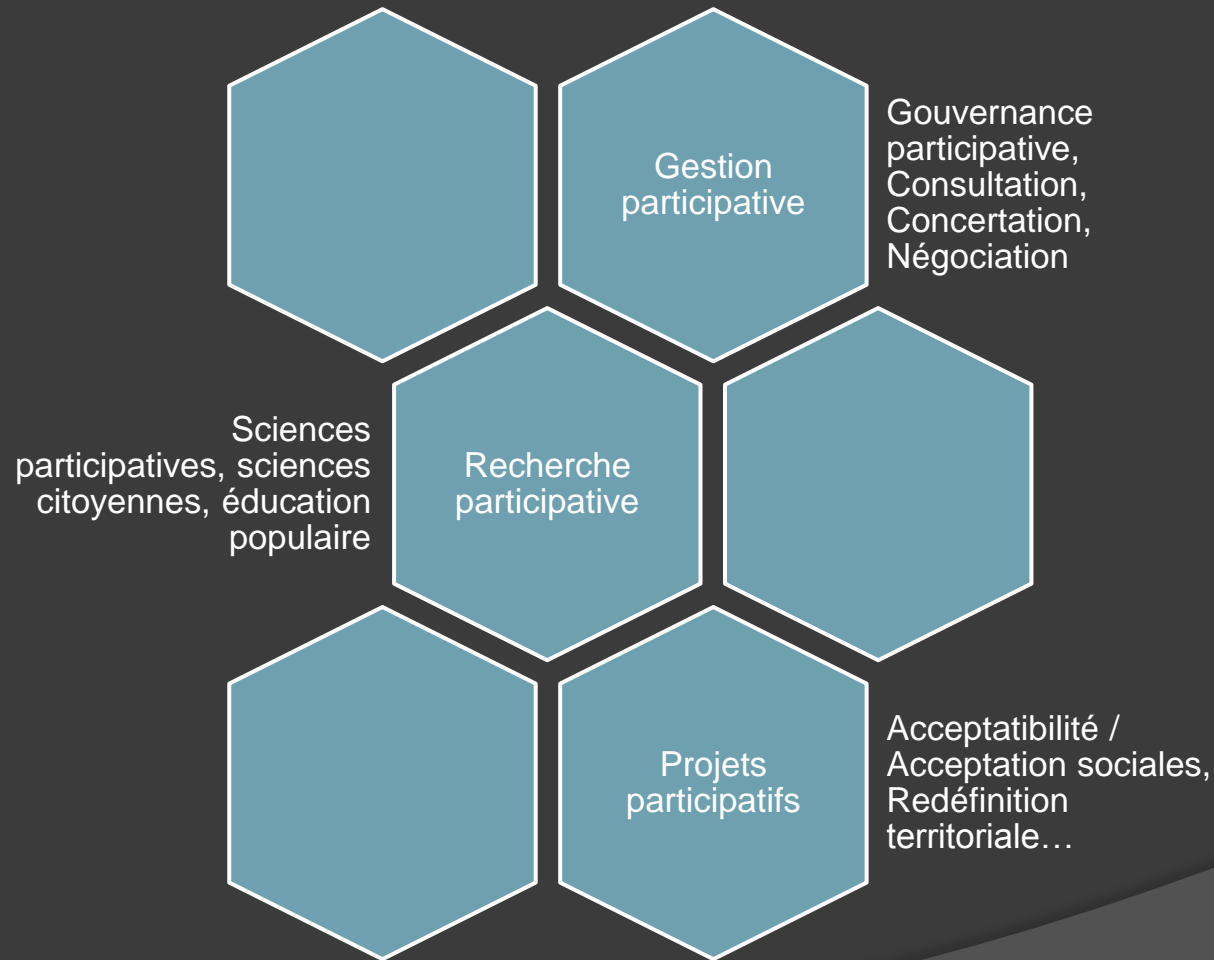 Gestion
participative
Gouvernance
participative,
Consultation,
Concertation,
Négociation
Sciences
participatives, sciences
citoyennes, éducation
populaire
Recherche
participative
Projets
participatifs
Acceptatibilité /
Acceptation sociales,
Redéfinition
territoriale…